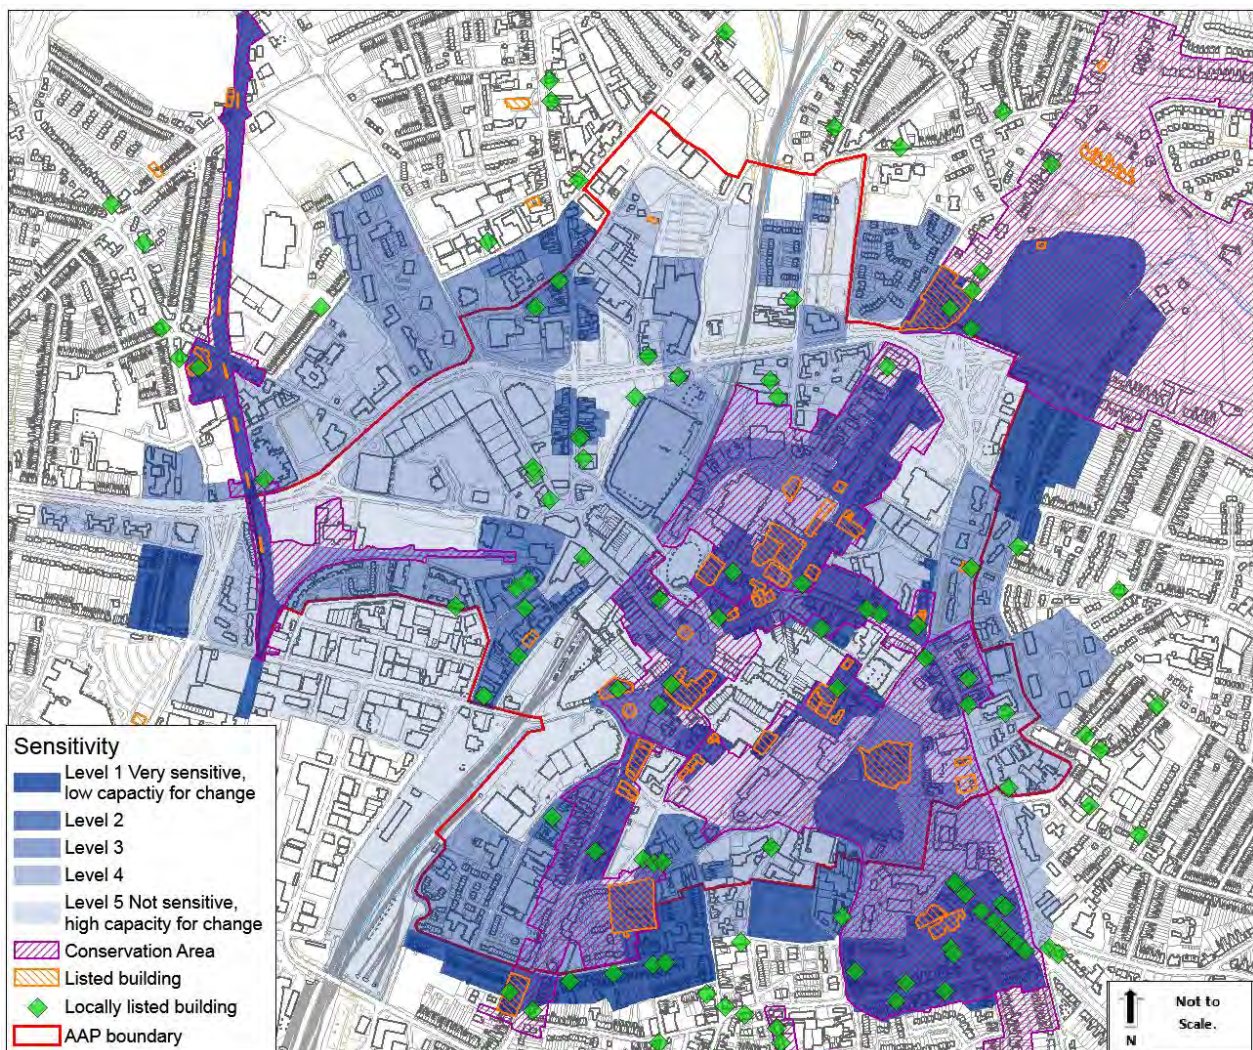 Sensitivity
Level 1 Very sensitive,
low capactiy for change
Level 2
Level 3
Level 4
Level 5 Not sensitive,
high capacity for change
Conservation Area
Listed building
Locally listed building
AAP boundary
Not to
Scale.
N